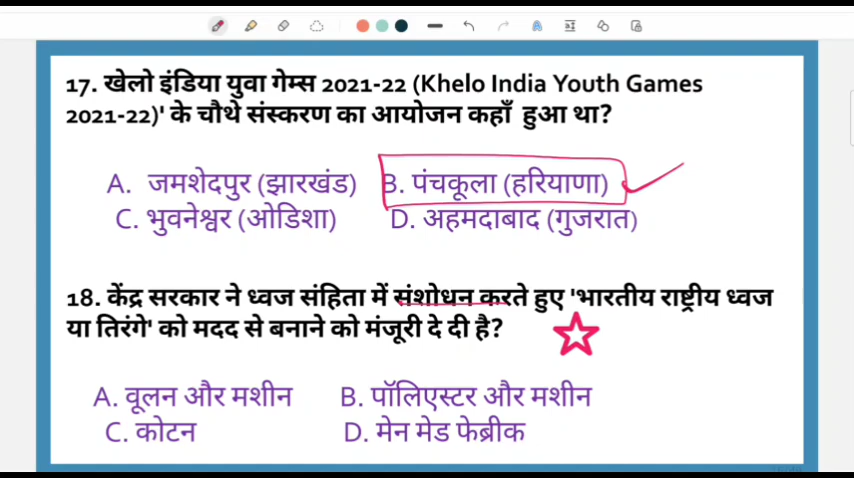 17. खेलो इंडिया युवा गेम्स 2021-22 (Khelo India Youth Games
2021-22)' के चौथे संस्करण का आयोजन कहाँ हुआ था?
A. जमशेदपुर (झारखंड) B. पंचकूला (हरियाणा)
C. भुवनेश्वर (ओडिशा) D. अहमदाबाद (गुजरात)
18. केंद्र सरकार ने ध्वज संहिता में संशोधन करते हुए 'भारतीय राष्ट्रीय ध्वज
या तिरंगे' को मदद से बनाने को मंजूरी दे दी है?
A. वूलन और मशीन B. पॉलिएस्टर और मशीन
C. कोटन D. मेन मेड फेब्रीक